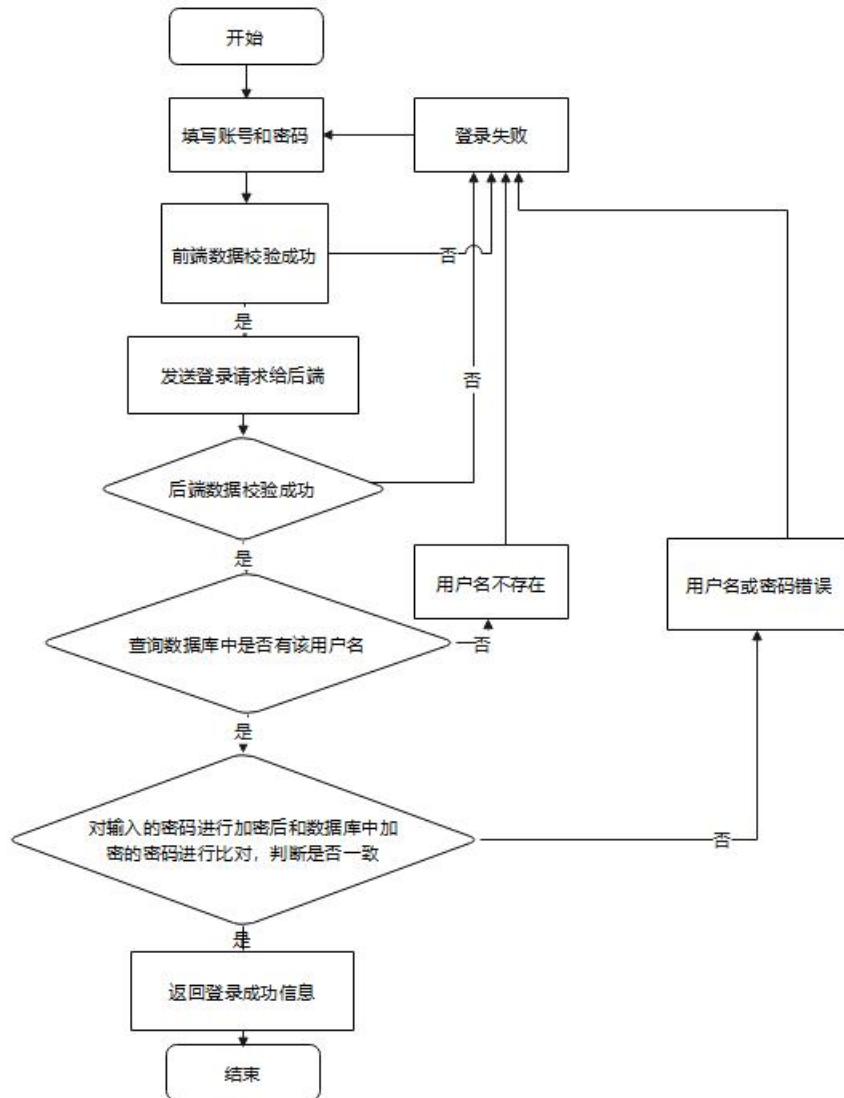 开始
填写账号和密码
登录失败
前端数据校验成功
否
是
发送登录请求给后端
否
后端数据校验成功
是
用户名不存在
用户名或密码错误
查询数据库中是否有该用户名
否
是
对输入的密码进行加密后和数据库中加
密的密码进行比对，判断是否一致
否
是
返回登录成功信息
结束